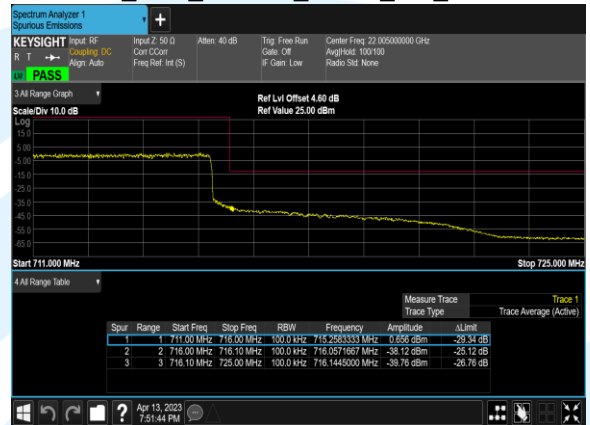 Spectrum Analyzer 1
Spurious Emissions
+
KEYSIGHT Input: RF Input Z: 50 Ω Atten: 40 dB Trig: Free Run Center Freq: 22.005000000 GHz
R T Coupling: DC Corr CCorr Gate: Off Avg|Hold: 100/100
Align: Auto Freq Ref: Int (S) IF Gain: Low Radio Std: None
PASS
3 All Range Graph
Ref Lvl Offset 4.60 dB
Scale/Div 10.0 dB Ref Value 25.00 dBm
Log
15.0
5.00
-5.00
-15.0
-25.0
-35.0
-45.0
-55.0
-65.0
Start 711.000 MHz Stop 725.000 MHz
4 All Range Table
Measure Trace Trace 1
Trace Type Trace Average (Active)
Spur Range Start Freq Stop Freq RBW Frequency Amplitude ΔLimit
1 1 711.00 MHz 716.00 MHz 100.0 kHz 715.2583333 MHz 0.656 dBm -29.34 dB
2 2 716.00 MHz 716.10 MHz 100.0 kHz 716.0571667 MHz -38.12 dBm -25.12 dB
3 3 716.10 MHz 725.00 MHz 100.0 kHz 716.1445000 MHz -39.76 dBm -26.76 dB
? Apr 13, 2023
7:51:44 PM